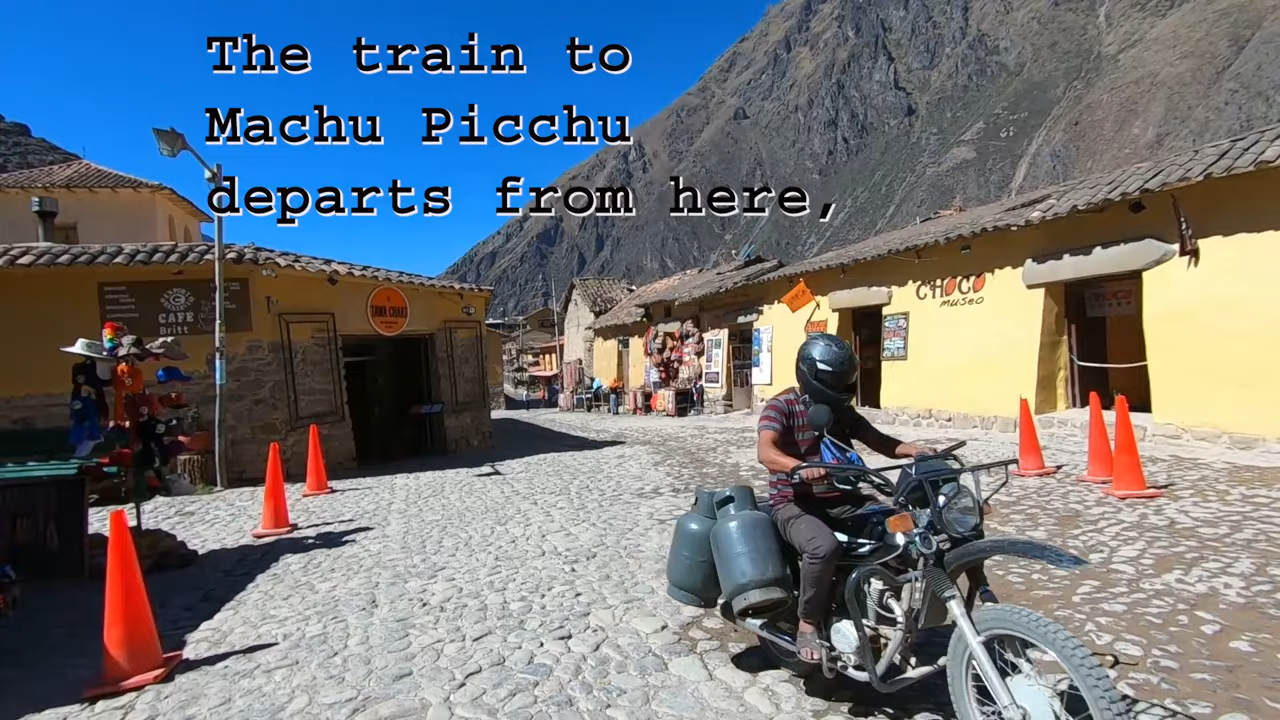 The train to
Machu Picchu
departs from here,
CAFE
Britt
TAWA CHAKI
CHOCO
museo